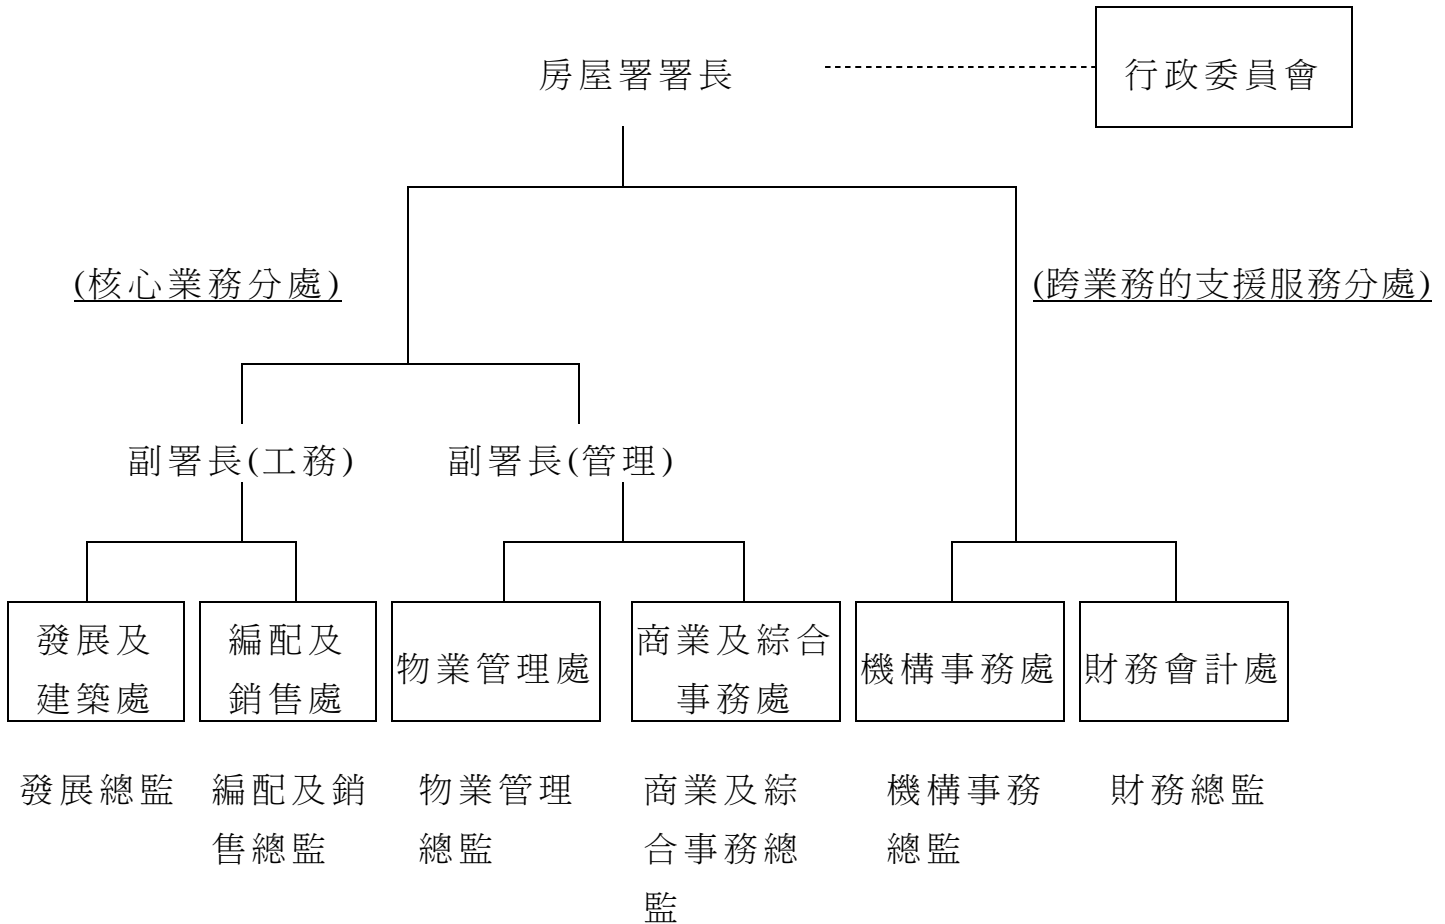 房屋署署長
行政委員會
(核心業務分處)
(跨業務的支援服務分處)
副署長(工務)
副署長(管理)
發展及
建築處
編配及
銷售處
物業管理處
商業及綜合
事務處
機構事務處
財務會計處
發展總監
編配及銷
售總監
物業管理
總監
商業及綜
合事務總
監
機構事務
總監
財務總監